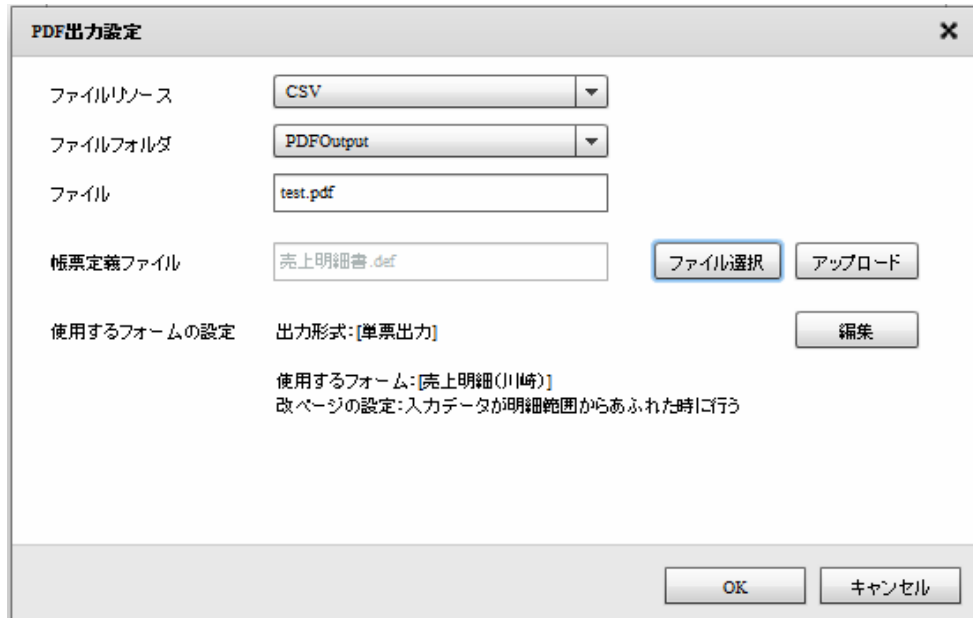 PDF出力設定
ファイルリソース
CSV
ファイルフォルダ
PDFOutput
ファイル
test.pdf
帳票定義ファイル
売上明細書.def
ファイル選択
アップロード
使用するフォームの設定
出力形式:[単票出力]
編集
使用するフォーム:[売上明細(川崎)]
改ページの設定:入力データが明細範囲からあふれた時に行う
OK
キャンセル